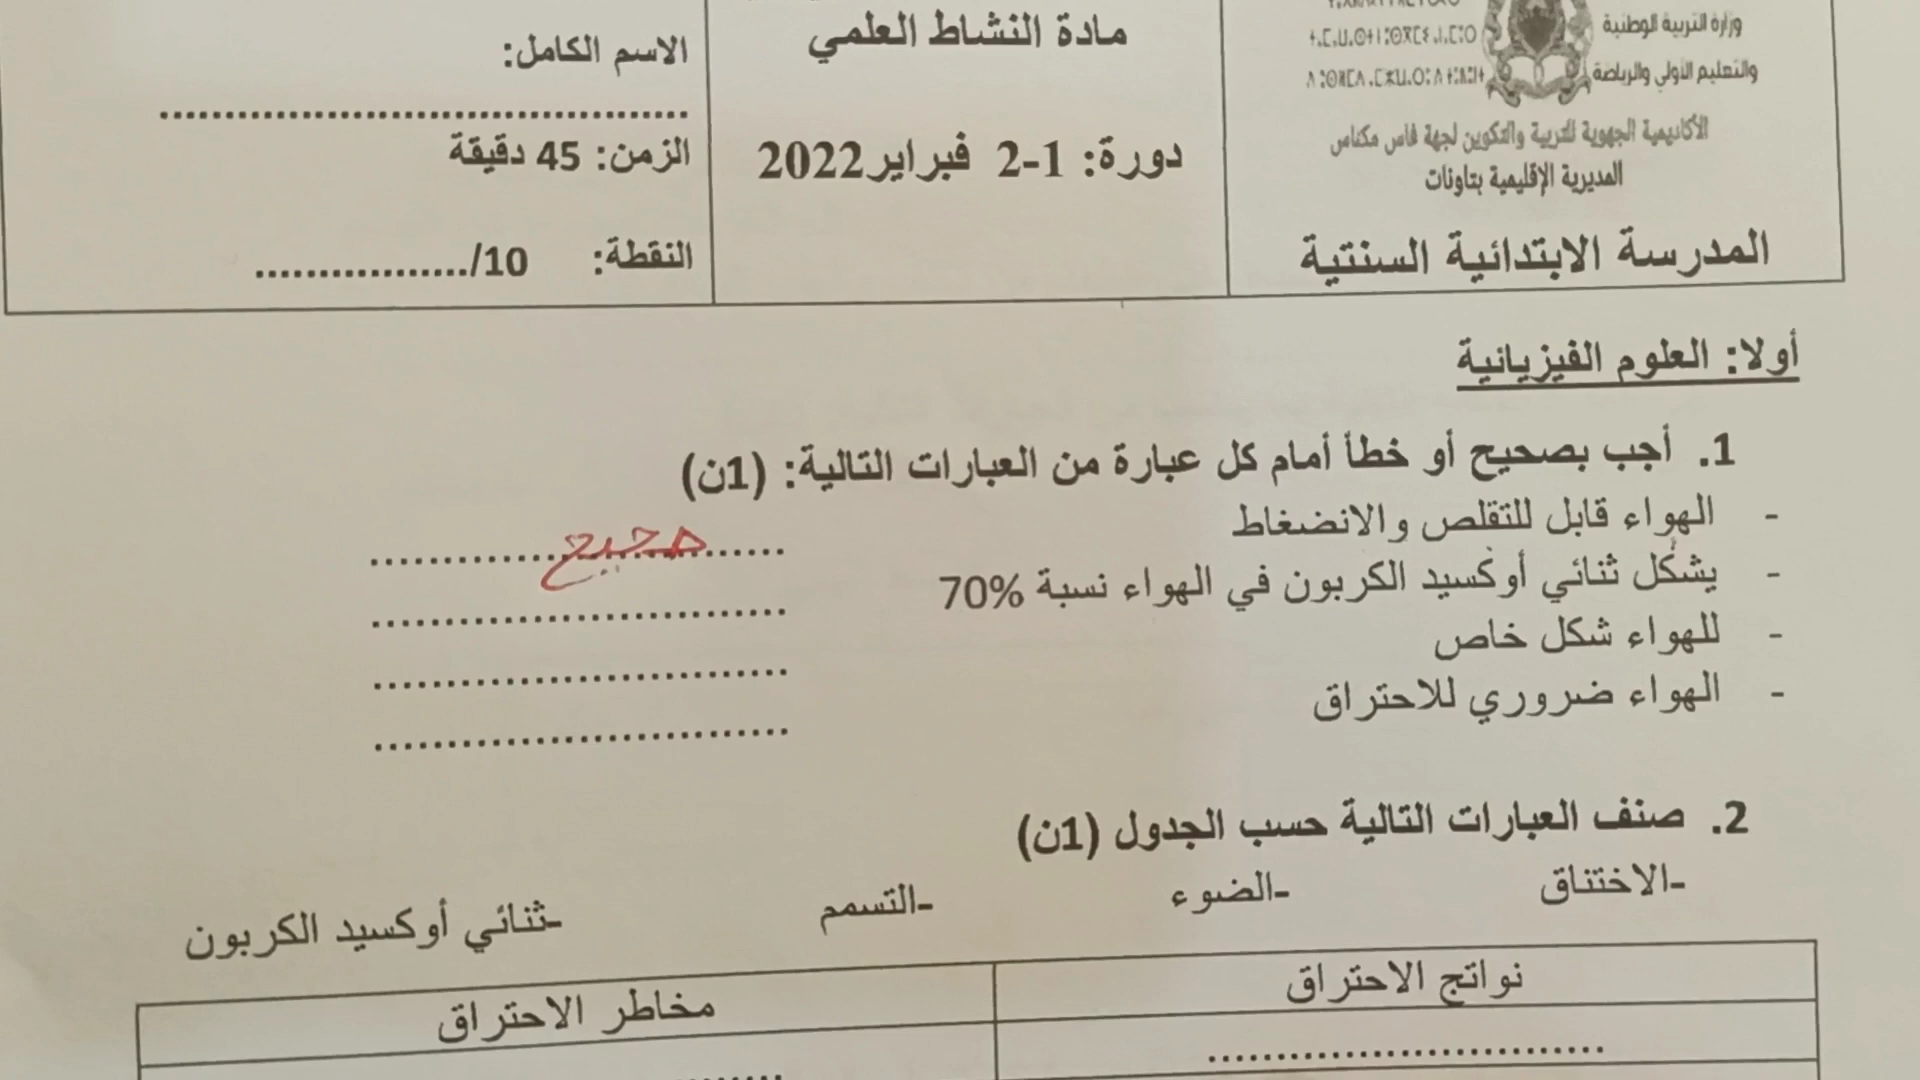 وزارة التربية الوطنية
والتعليم الأولي والرياضة
الأكاديمية الجهوية للتربية والتكوين لجهة فاس مكناس
المديرية الإقليمية بتاونات
المدرسة الابتدائية السنتية
مادة النشاط العلمي
دورة: 1-2 فبراير2022
الاسم الكامل:
........................................
الزمن: 45 دقيقة
النقطة: 10/.................
أولا: العلوم الفيزيائية
1. أجب بصحيح أو خطأ أمام كل عبارة من العبارات التالية: (1ن)
- الهواء قابل للتقلص والانضغاط صحيح
- يشكل ثنائي أوكسيد الكربون في الهواء نسبة 70% ............................
- للهواء شكل خاص ............................
- الهواء ضروري للاحتراق ............................
2. صنف العبارات التالية حسب الجدول (1ن)
-الاختناق -الضوء -التسمم -ثنائي أوكسيد الكربون
نواتج الاحتراق مخاطر الاحتراق